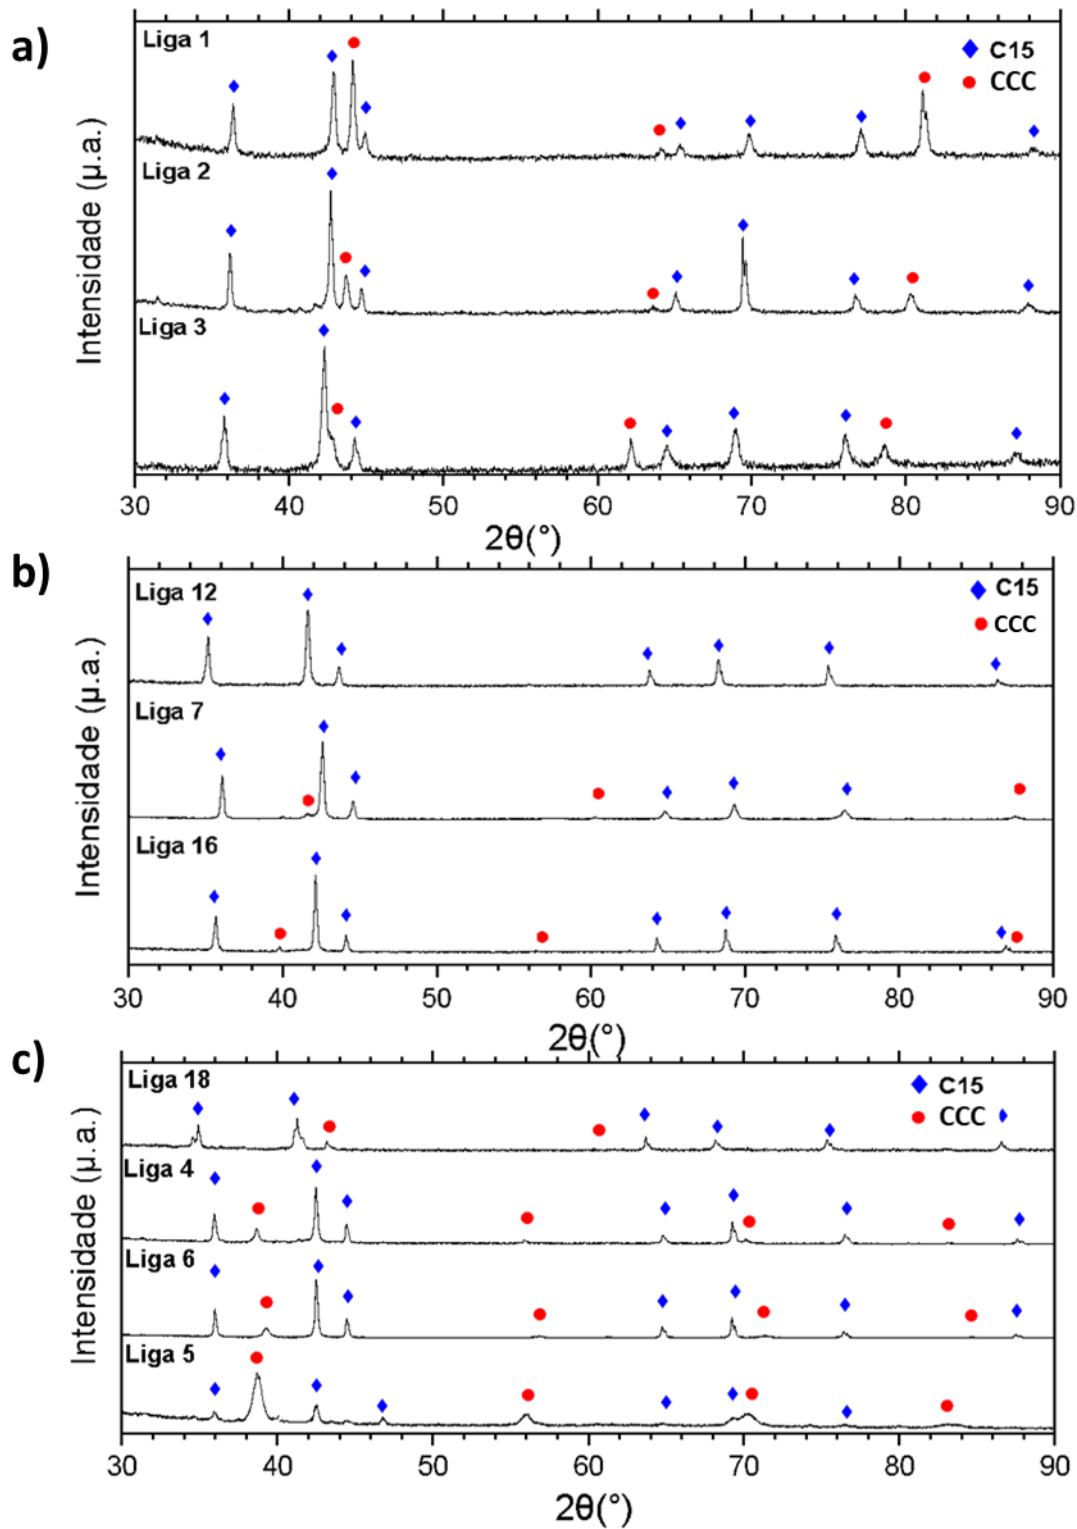 a)
Liga 1
C15
CCC
Liga 2
Liga 3
Intensidade (μ.a.)
30 40 50 60 70 80 90
2θ(°)
b)
Liga 12
C15
CCC
Liga 7
Liga 16
Intensidade (μ.a.)
30 40 50 60 70 80 90
2θ(°)
c)
Liga 18
C15
CCC
Liga 4
Liga 6
Liga 5
Intensidade (μ.a.)
30 40 50 60 70 80 90
2θ(°)